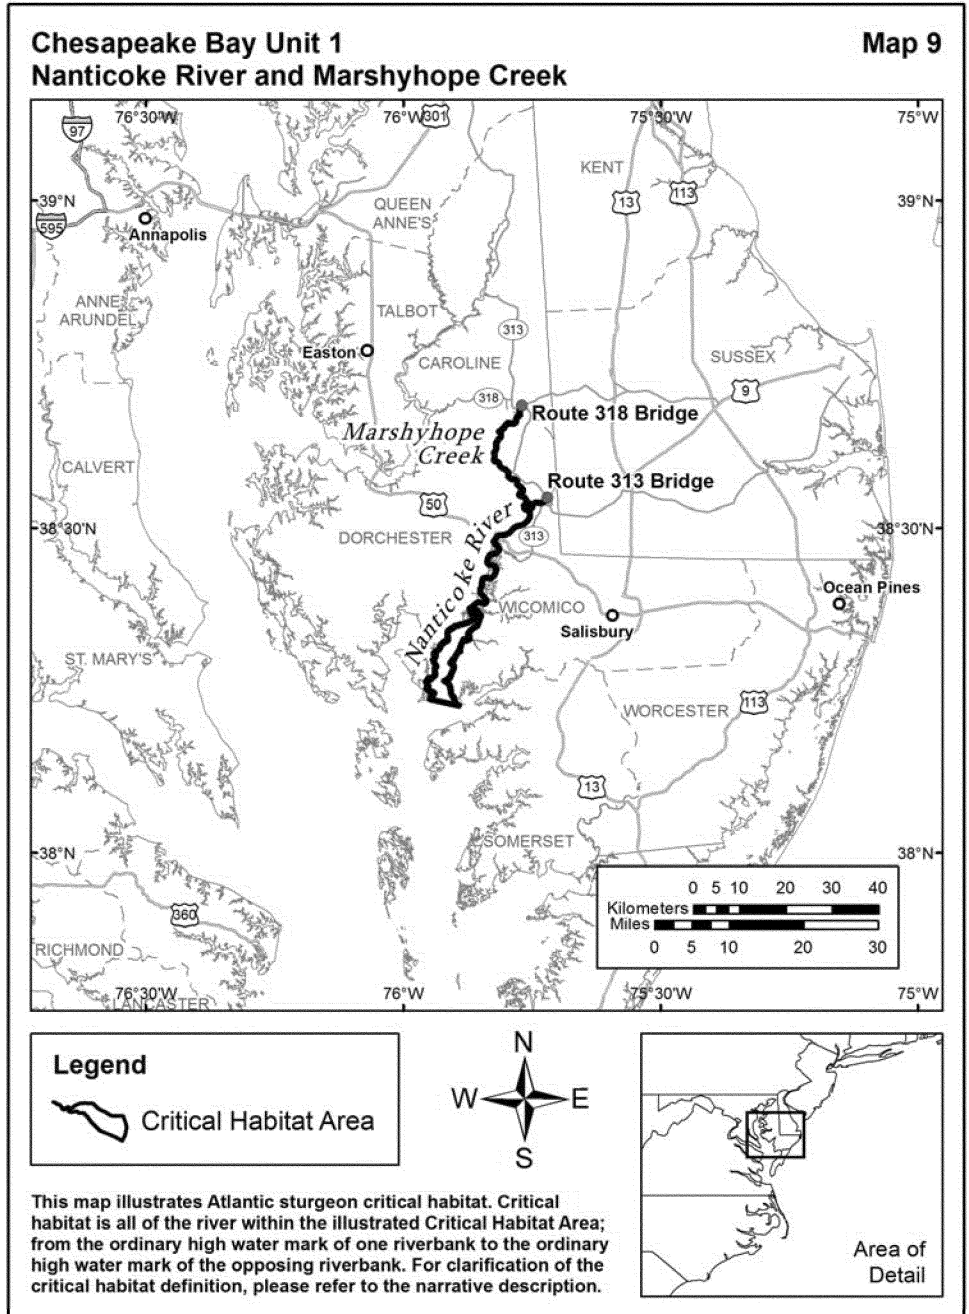 Chesapeake Bay Unit 1
Map 9
Nanticoke River and Marshyhope Creek
76°30'W
76°W
75°30'W
75°W
97
301
KENT
13
113
39°N
39°N
QUEEN
ANNE'S
595
Annapolis
ANNE
ARUNDEL
TALBOT
313
Easton
CAROLINE
SUSSEX
9
318
Route 318 Bridge
Marshyhope
Creek
CALVERT
Route 313 Bridge
50
38°30'N
38°30'N
DORCHESTER
313
Nanticoke River
Ocean Pines
WICOMICO
Salisbury
ST. MARY'S
WORCESTER
113
13
SOMERSET
38°N
38°N
360
RICHMOND
LANCASTER
0 5 10 20 30 40
Kilometers
Miles
0 5 10 20 30
76°30'W
76°W
75°30'W
75°W
Legend
Critical Habitat Area
N
W E
S
This map illustrates Atlantic sturgeon critical habitat. Critical
habitat is all of the river within the illustrated Critical Habitat Area;
from the ordinary high water mark of one riverbank to the ordinary
high water mark of the opposing riverbank. For clarification of the
critical habitat definition, please refer to the narrative description.
Area of
Detail